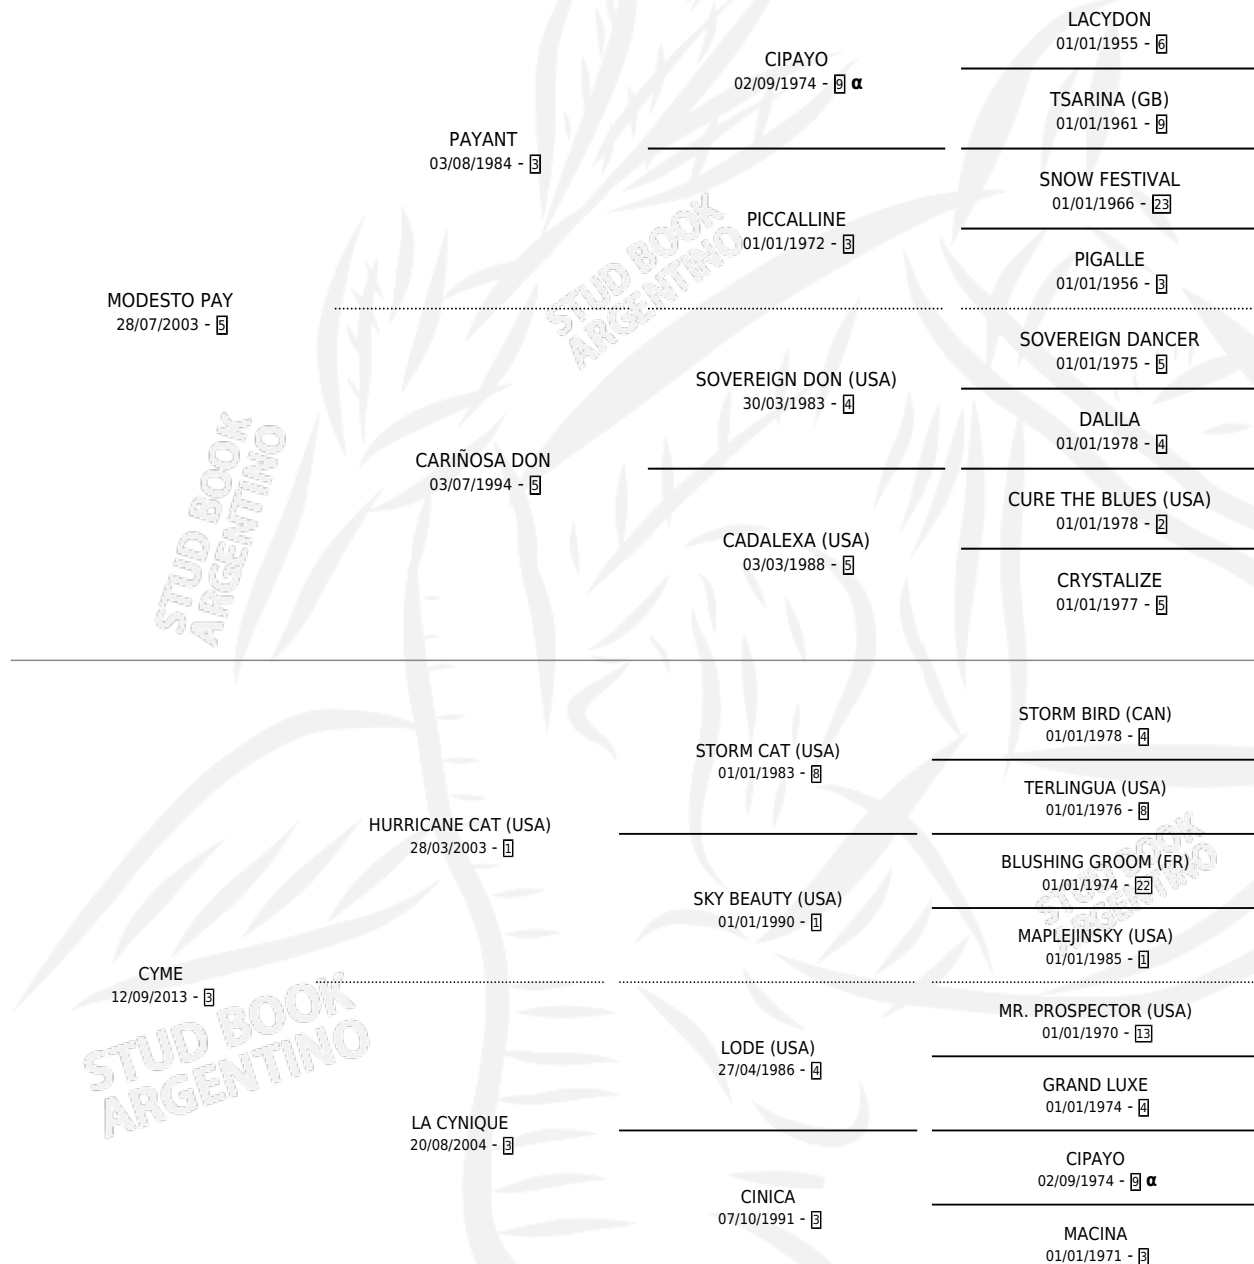 LACYDON
01/01/1955 - 6
CIPAYO
02/09/1974 - 9 α
TSARINA (GB)
01/01/1961 - 9
PAYANT
03/08/1984 - 3
SNOW FESTIVAL
01/01/1966 - 23
PICCALLINE
01/01/1972 - 3
PIGALLE
01/01/1956 - 3
MODESTO PAY
28/07/2003 - 5
SOVEREIGN DANCER
01/01/1975 - 5
SOVEREIGN DON (USA)
30/03/1983 - 4
DALILA
01/01/1978 - 4
CARIÑOSA DON
03/07/1994 - 5
CURE THE BLUES (USA)
01/01/1978 - 2
CADALEXA (USA)
03/03/1988 - 5
CRYSTALIZE
01/01/1977 - 5
STORM BIRD (CAN)
01/01/1978 - 4
STORM CAT (USA)
01/01/1983 - 8
TERLINGUA (USA)
01/01/1976 - 8
HURRICANE CAT (USA)
28/03/2003 - 1
BLUSHING GROOM (FR)
01/01/1974 - 22
SKY BEAUTY (USA)
01/01/1990 - 1
MAPLEJINSKY (USA)
01/01/1985 - 1
CYME
12/09/2013 - 3
MR. PROSPECTOR (USA)
01/01/1970 - 13
LODE (USA)
27/04/1986 - 4
GRAND LUXE
01/01/1974 - 4
LA CYNIQUE
20/08/2004 - 3
CIPAYO
02/09/1974 - 9 α
CINICA
07/10/1991 - 3
MACINA
01/01/1971 - 3
STUD BOOK
ARGENTINO
STUD BOOK
ARGENTINO
STUD BOOK
ARGENTINO
STUD BOOK
ARGENTINO